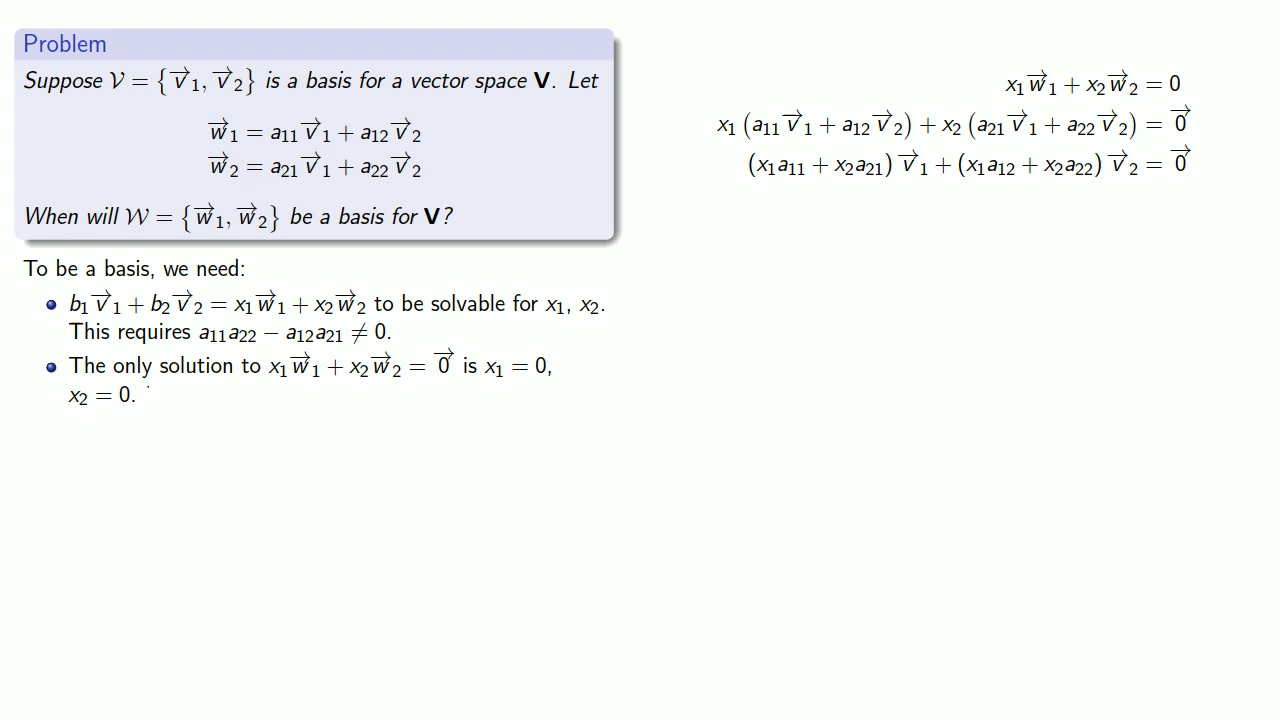 Problem
Suppose 𝒱 = {v⃗₁, v⃗₂} is a basis for a vector space V. Let
w⃗₁ = a₁₁v⃗₁ + a₁₂v⃗₂
w⃗₂ = a₂₁v⃗₁ + a₂₂v⃗₂
When will 𝒲 = {w⃗₁, w⃗₂} be a basis for V?
To be a basis, we need:
• b₁v⃗₁ + b₂v⃗₂ = x₁w⃗₁ + x₂w⃗₂ to be solvable for x₁, x₂.
This requires a₁₁a₂₂ − a₁₂a₂₁ ≠ 0.
• The only solution to x₁w⃗₁ + x₂w⃗₂ = 0⃗ is x₁ = 0,
x₂ = 0.
x₁w⃗₁ + x₂w⃗₂ = 0
x₁ (a₁₁v⃗₁ + a₁₂v⃗₂) + x₂ (a₂₁v⃗₁ + a₂₂v⃗₂) = 0⃗
(x₁a₁₁ + x₂a₂₁) v⃗₁ + (x₁a₁₂ + x₂a₂₂) v⃗₂ = 0⃗